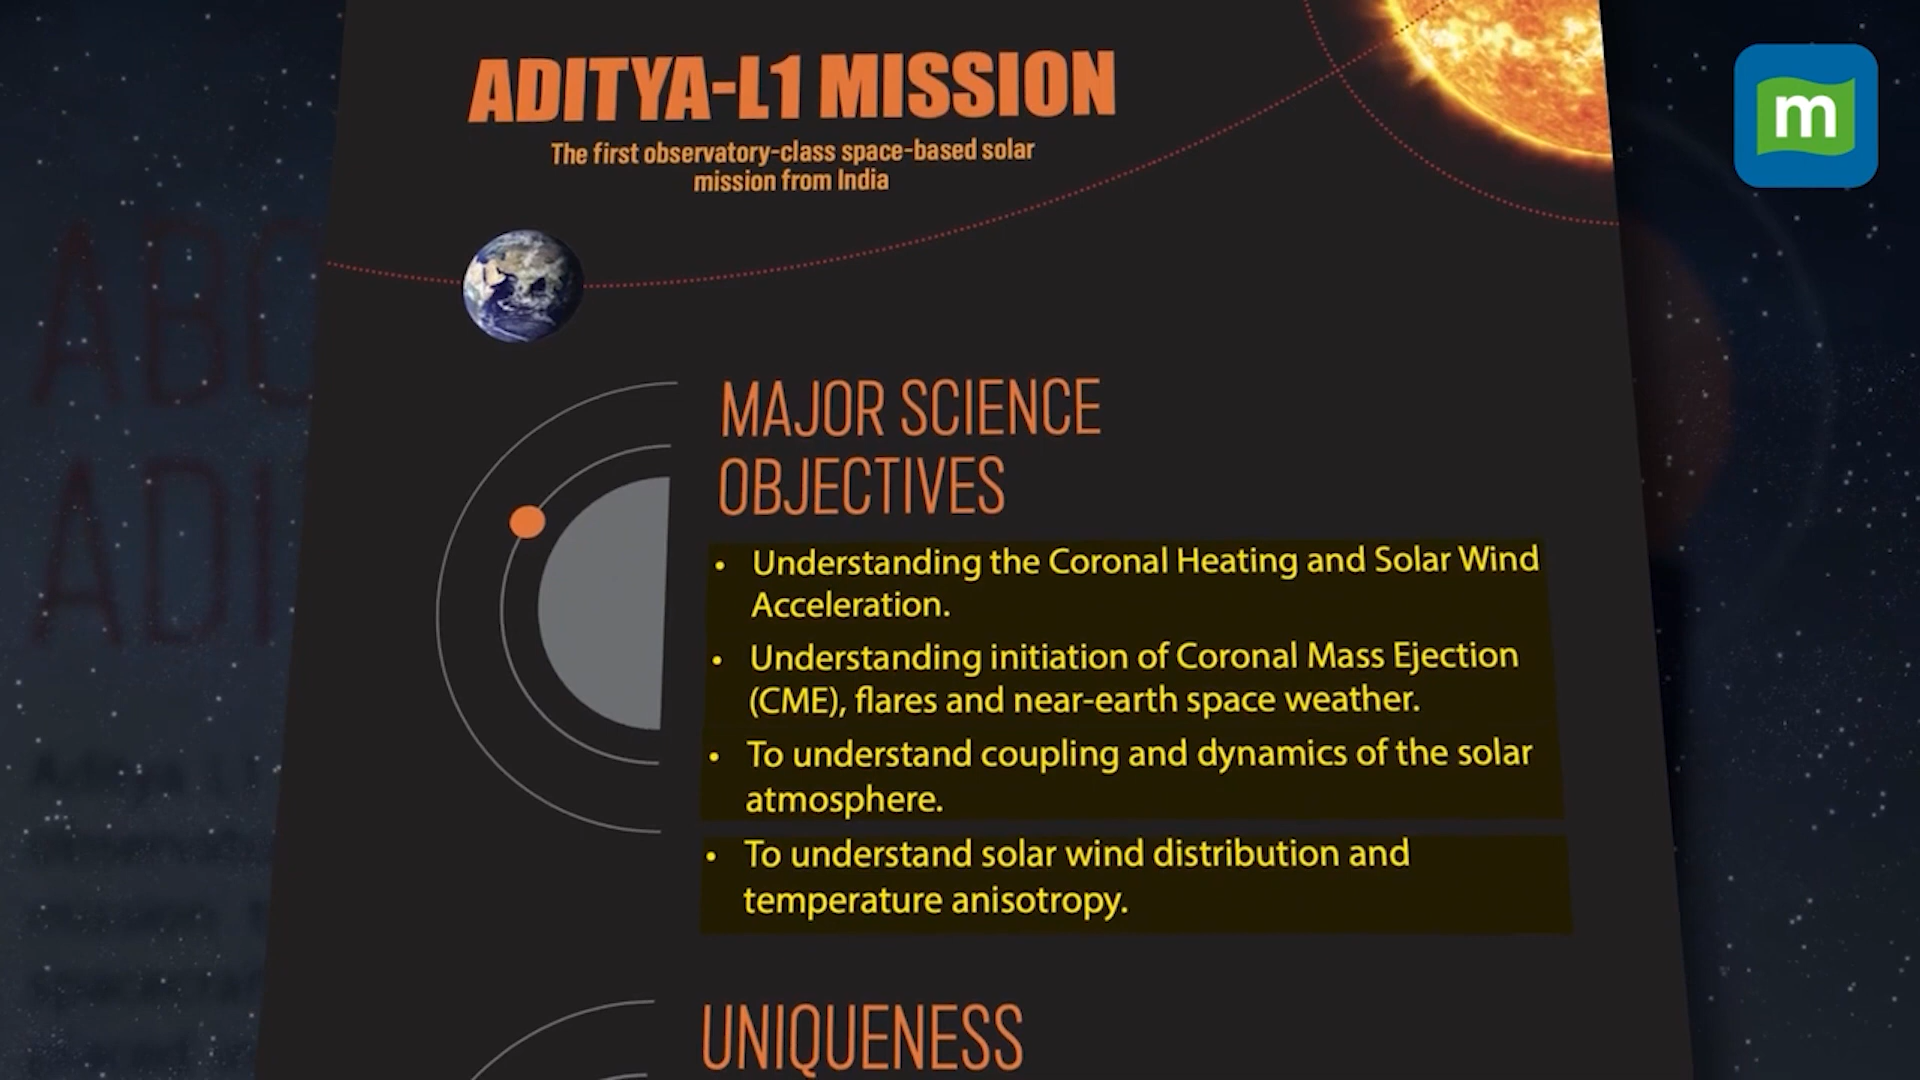 ADITYA-L1 MISSION
The first observatory-class space-based solar
mission from India
m
MAJOR SCIENCE
OBJECTIVES
• Understanding the Coronal Heating and Solar Wind
Acceleration.
• Understanding initiation of Coronal Mass Ejection
(CME), flares and near-earth space weather.
• To understand coupling and dynamics of the solar
atmosphere.
• To understand solar wind distribution and
temperature anisotropy.
UNIQUENESS